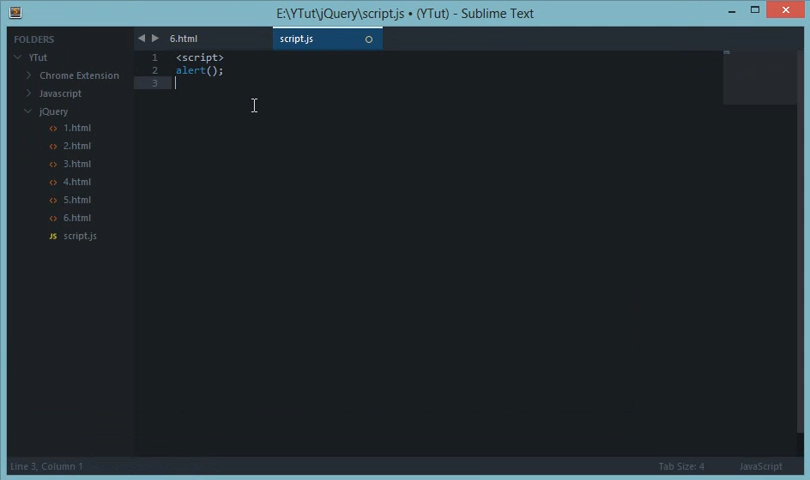 E:\YTut\jQuery\script.js • (YTut) - Sublime Text
FOLDERS
YTut
Chrome Extension
Javascript
jQuery
1.html
2.html
3.html
4.html
5.html
6.html
JS script.js
6.html
script.js
1 <script>
2 alert();
3
Line 3, Column 1
Tab Size: 4
JavaScript